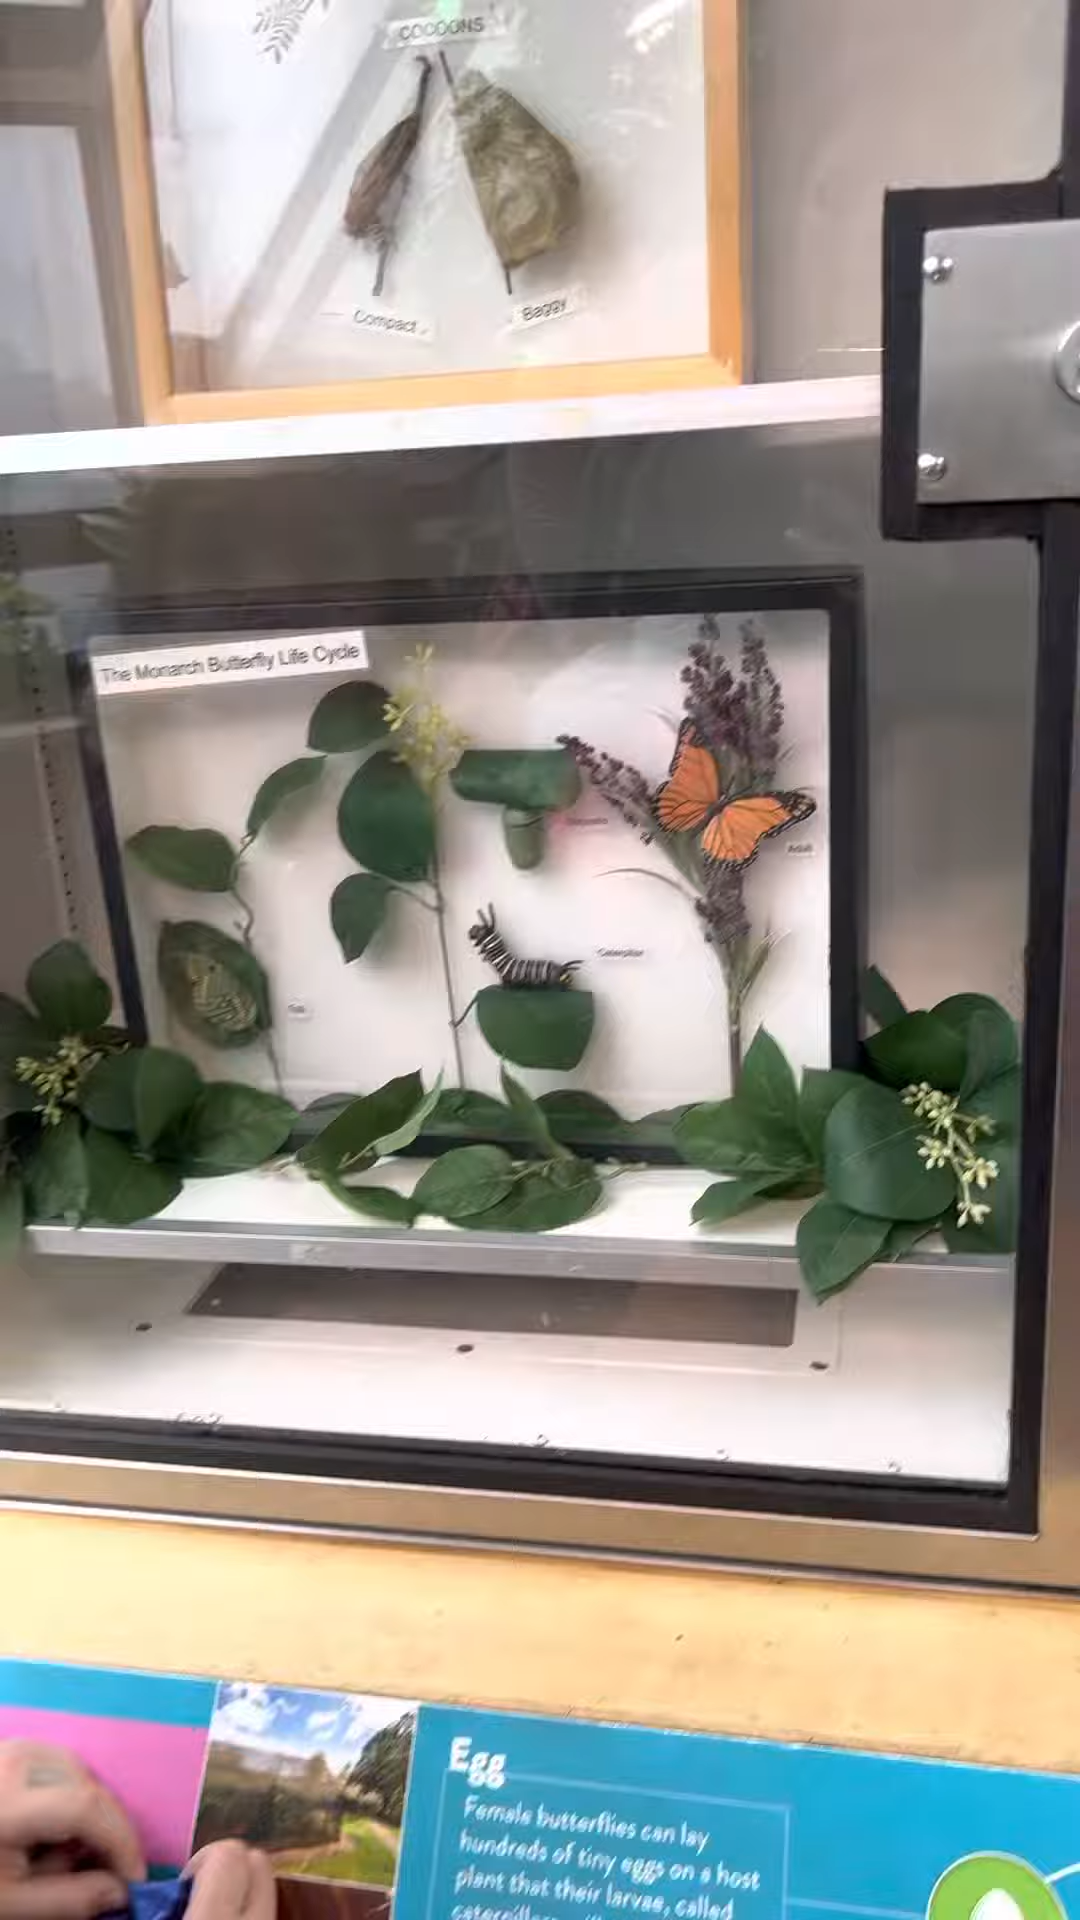 COCOONS
Compact
Baggy
The Monarch Butterfly Life Cycle
Adult
Caterpillar
Egg
Female butterflies can lay
hundreds of tiny eggs on a host
plant that their larvae, called